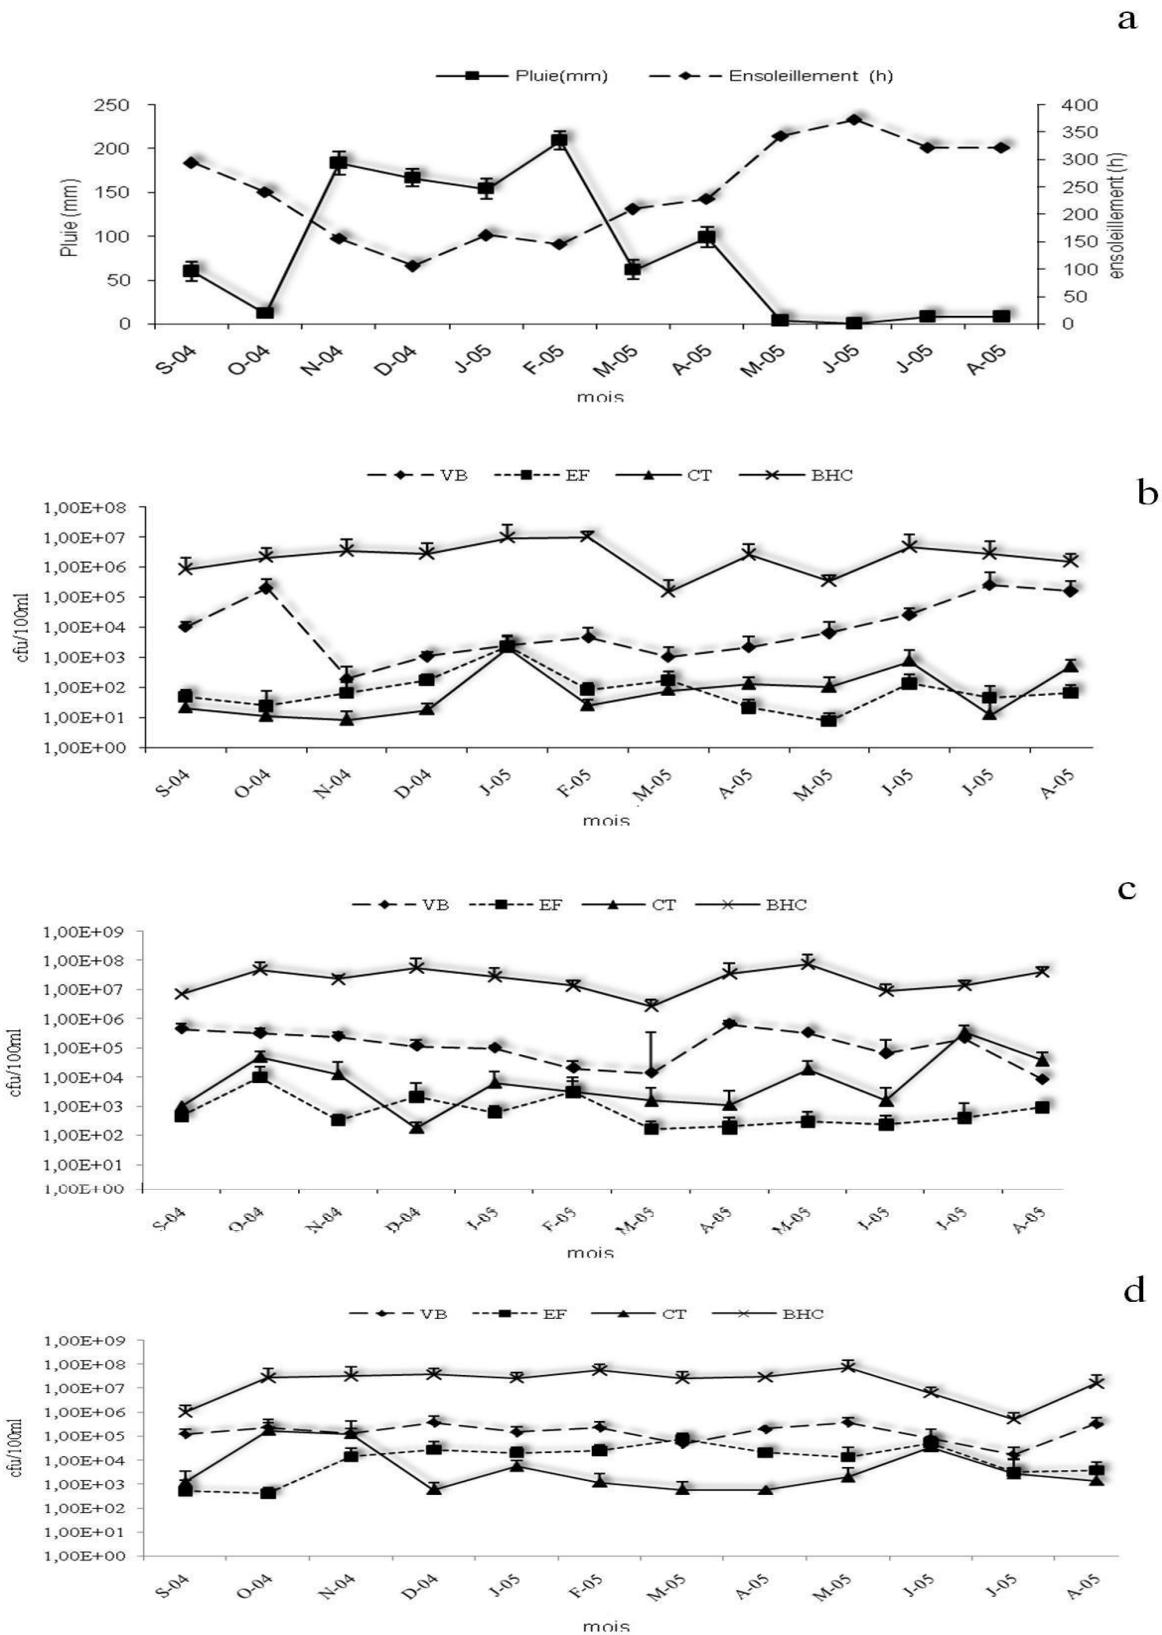 a
Pluie(mm) Ensoleillement (h)
250 400
200 350
150 300
100 250
50 200
0 150
100
50
0
Pluie (mm)
ensoleillement (h)
S-04 O-04 N-04 D-04 J-05 F-05 M-05 A-05 M-05 J-05 J-05 A-05
mois
b
VB EF CT BHC
1,00E+08
1,00E+07
1,00E+06
1,00E+05
1,00E+04
1,00E+03
1,00E+02
1,00E+01
1,00E+00
cfu/100ml
S-04 O-04 N-04 D-04 J-05 F-05 M-05 A-05 M-05 J-05 J-05 A-05
mois
c
VB EF CT BHC
1,00E+09
1,00E+08
1,00E+07
1,00E+06
1,00E+05
1,00E+04
1,00E+03
1,00E+02
1,00E+01
1,00E+00
cfu/100ml
S-04 O-04 N-04 D-04 J-05 F-05 M-05 A-05 M-05 J-05 J-05 A-05
mois
d
VB EF CT BHC
1,00E+09
1,00E+08
1,00E+07
1,00E+06
1,00E+05
1,00E+04
1,00E+03
1,00E+02
1,00E+01
1,00E+00
cfu/100ml
S-04 O-04 N-04 D-04 J-05 F-05 M-05 A-05 M-05 J-05 J-05 A-05
mois